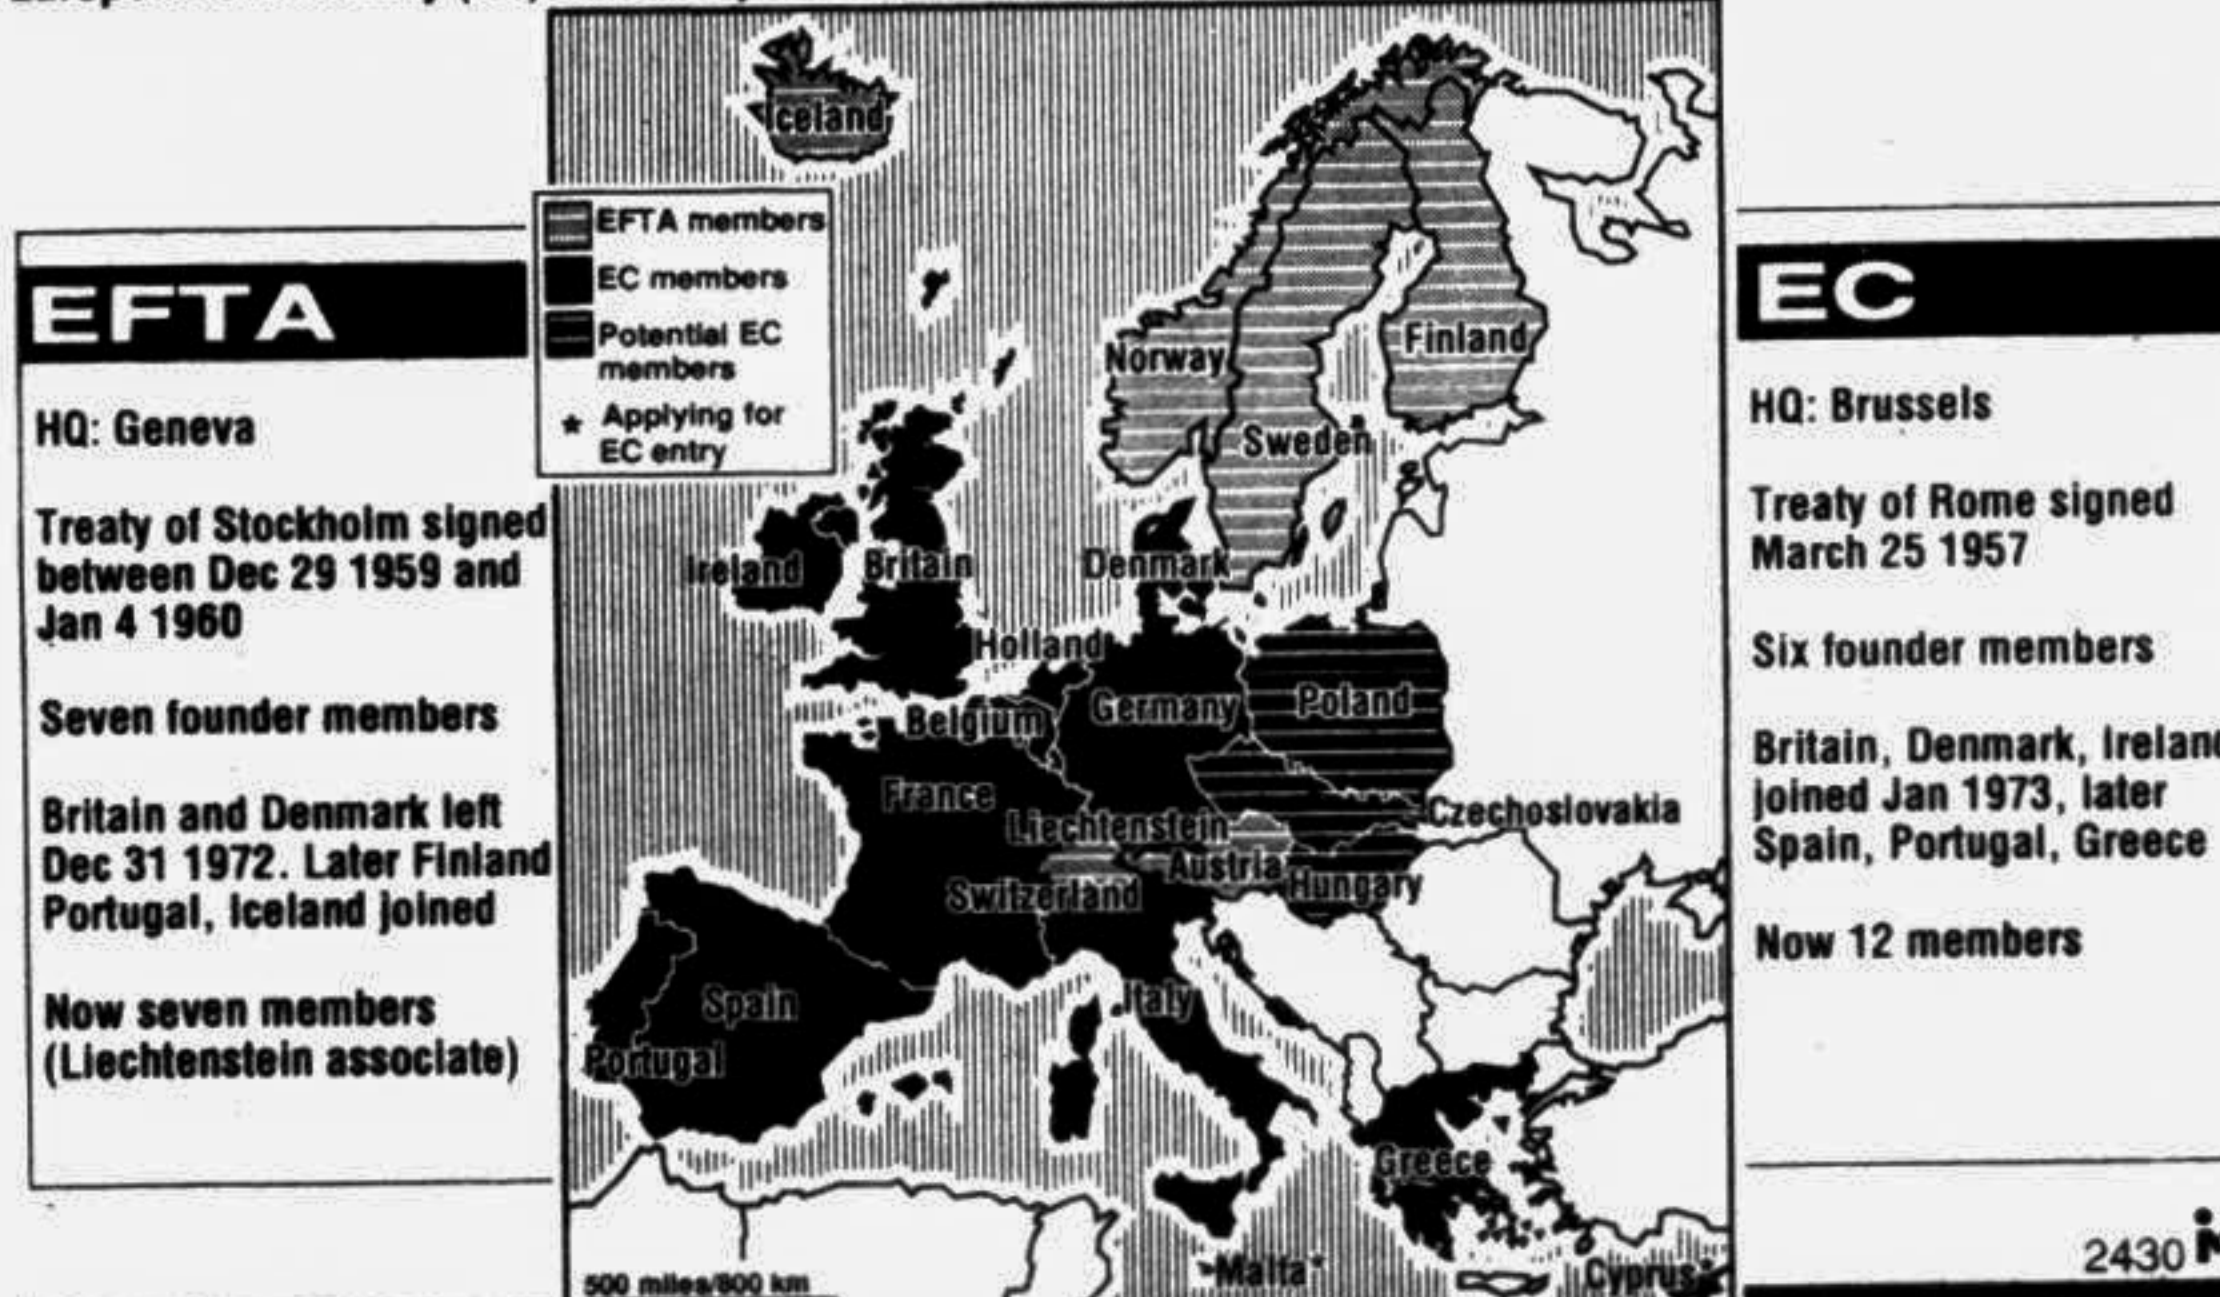 EFTA
HQ: Geneva
Treaty of Stockholm signed
between Dec 29 1959 and
Jan 4 1960
Seven founder members
Britain and Denmark left
Dec 31 1972. Later Finland
Portugal, Iceland joined
Now seven members
(Liechtenstein associate)
EFTA members
EC members
Potential EC
members
* Applying for
EC entry
Iceland
Norway
Finland
Sweden
Ireland
Britain
Denmark
Holland
Belgium
Germany
Poland
France
Liechtenstein
Czechoslovakia
Switzerland
Austria
Hungary
Spain
Italy
Portugal
Greece
Malta*
Cyprus*
500 miles/800 km
EC
HQ: Brussels
Treaty of Rome signed
March 25 1957
Six founder members
Britain, Denmark, Ireland
joined Jan 1973, later
Spain, Portugal, Greece
Now 12 members
2430